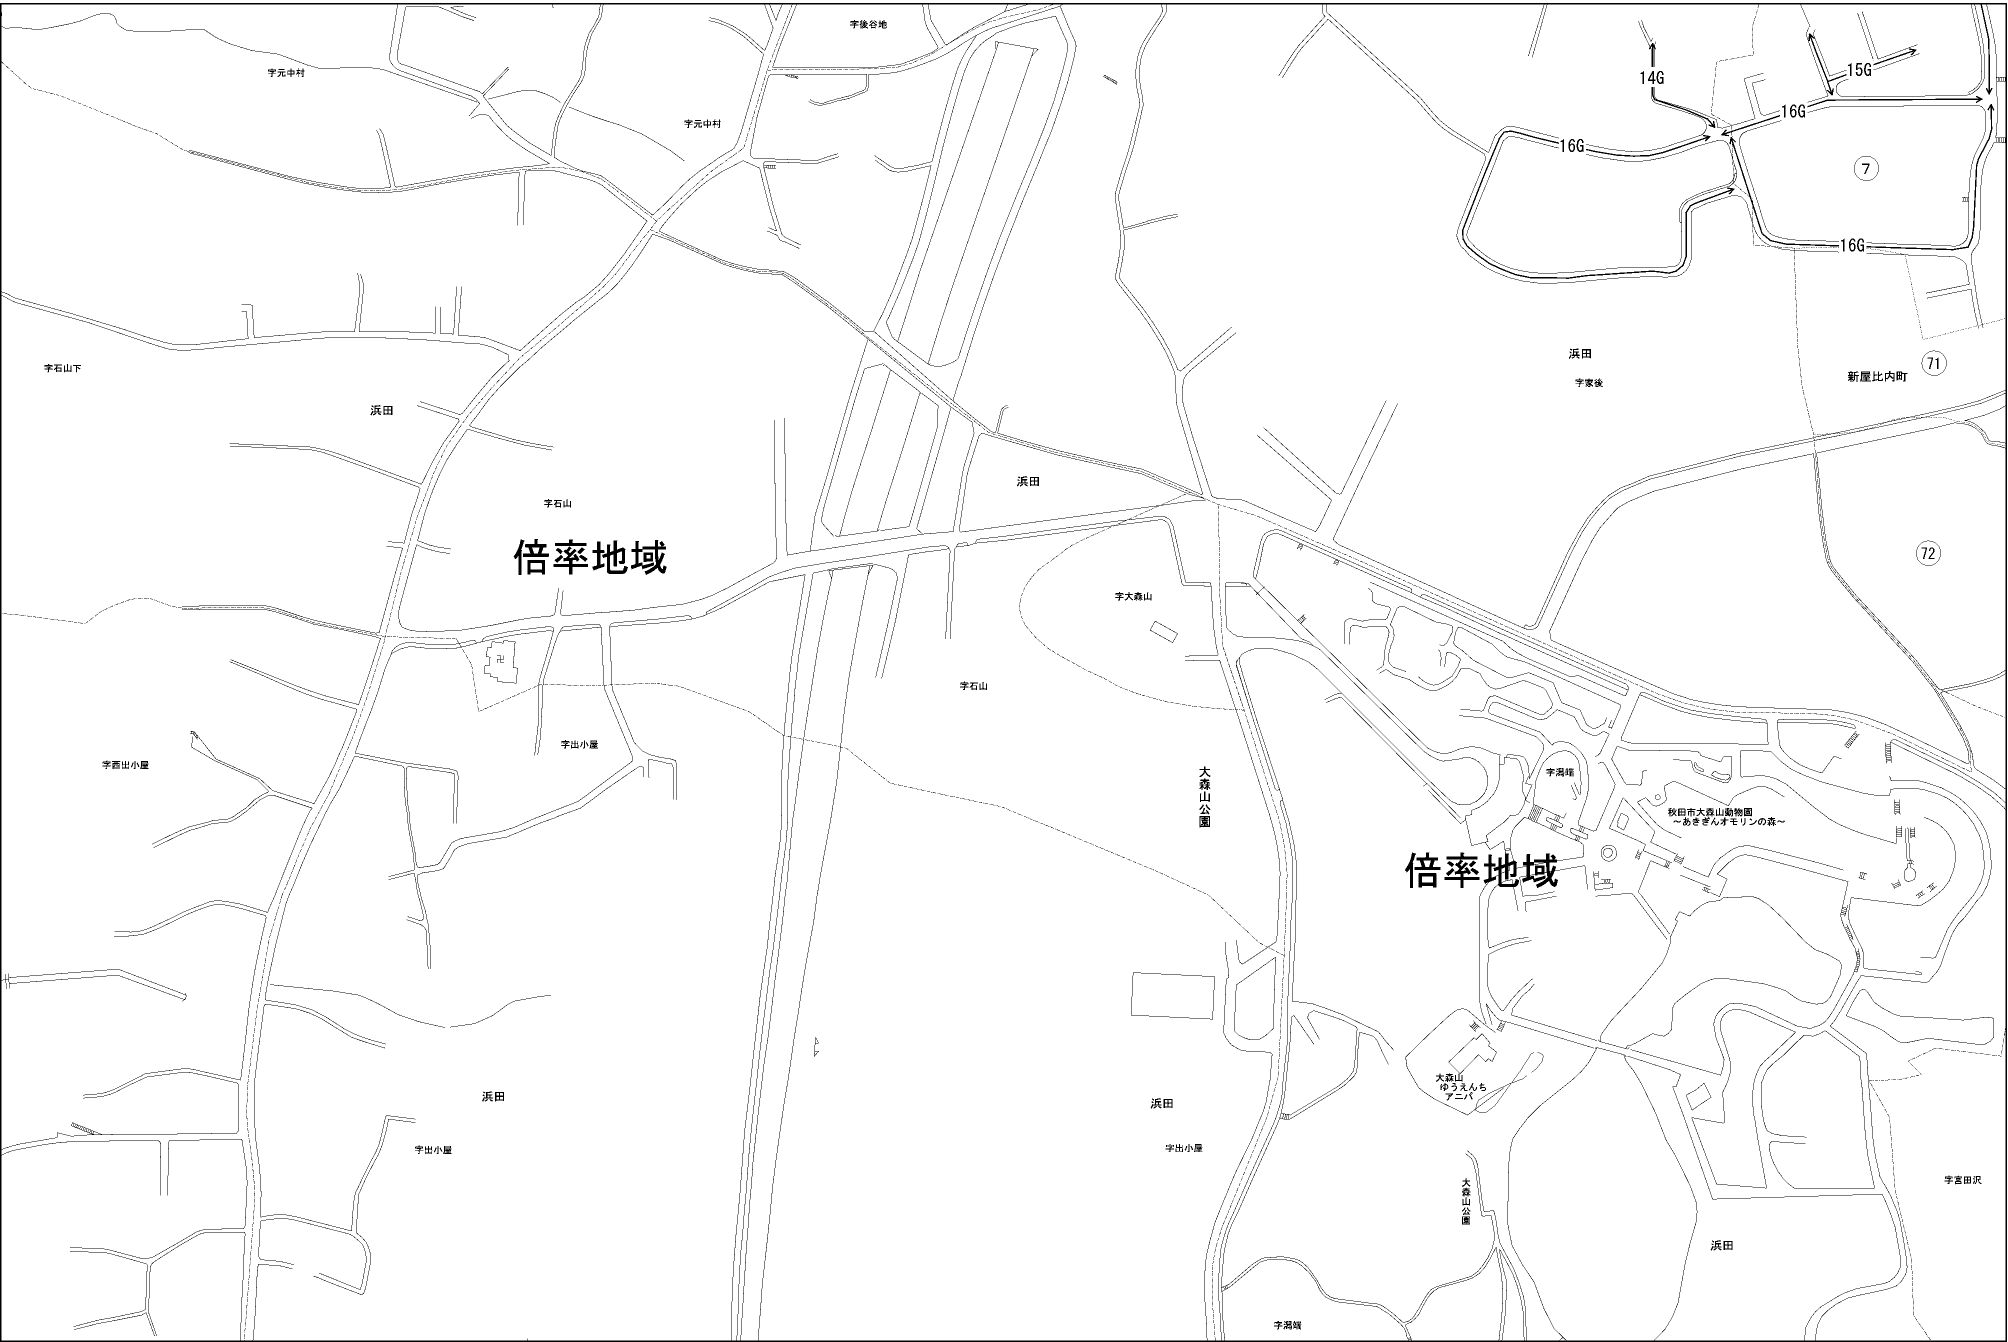 字後谷地
字元中村
14G
15G
16G
字元中村
16G
7
16G
浜田
字家後
71
新屋比内町
字石山下
浜田
浜田
字石山
倍率地域
72
字大森山
字石山
字出小屋
字西出小屋
大森山公園
字潟端
秋田市大森山動物園
～あきぎんオモリンの森～
倍率地域
大森山
ゆうえんち
アニパ
浜田
浜田
字出小屋
字出小屋
大森山公園
字宮田沢
浜田
字潟端